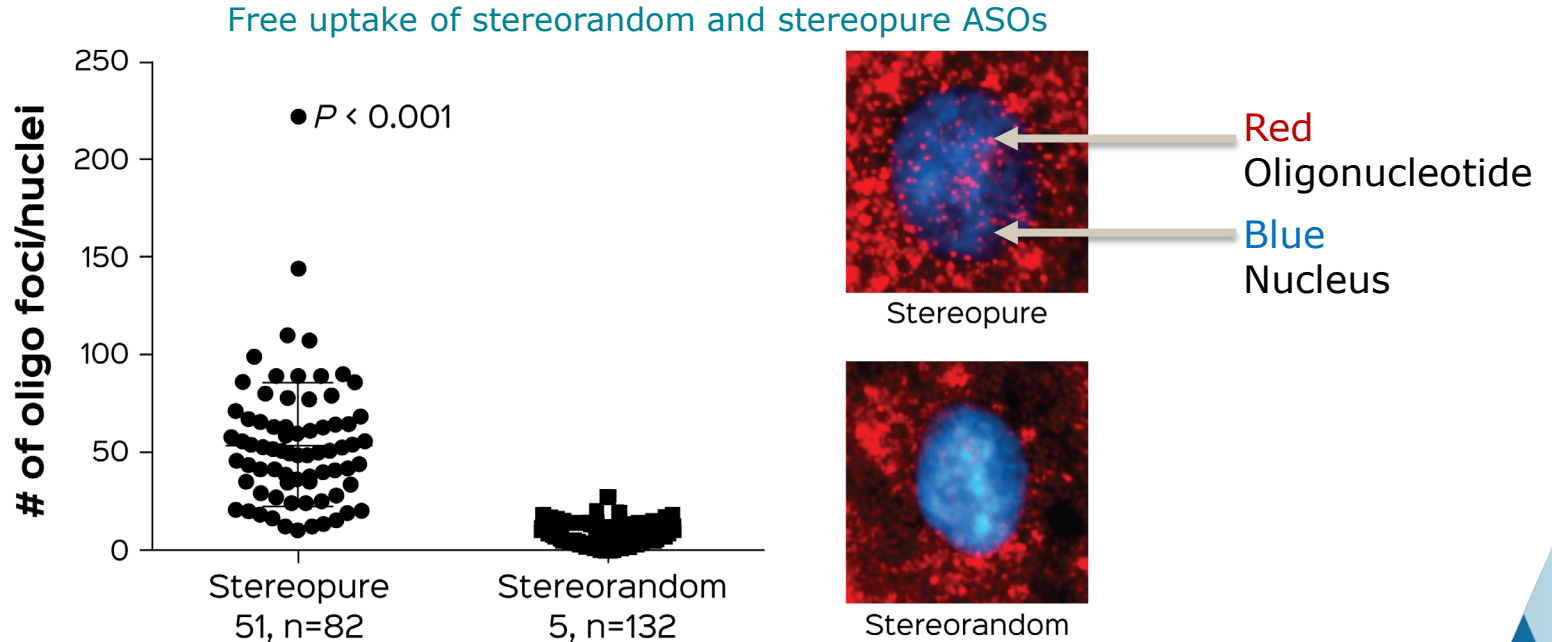 Free uptake of stereorandom and stereopure ASOs
# of oligo foci/nuclei
250
200
150
100
50
0
P < 0.001
Stereopure
51, n=82
Stereorandom
5, n=132
Stereopure
Stereorandom
Red
Oligonucleotide
Blue
Nucleus